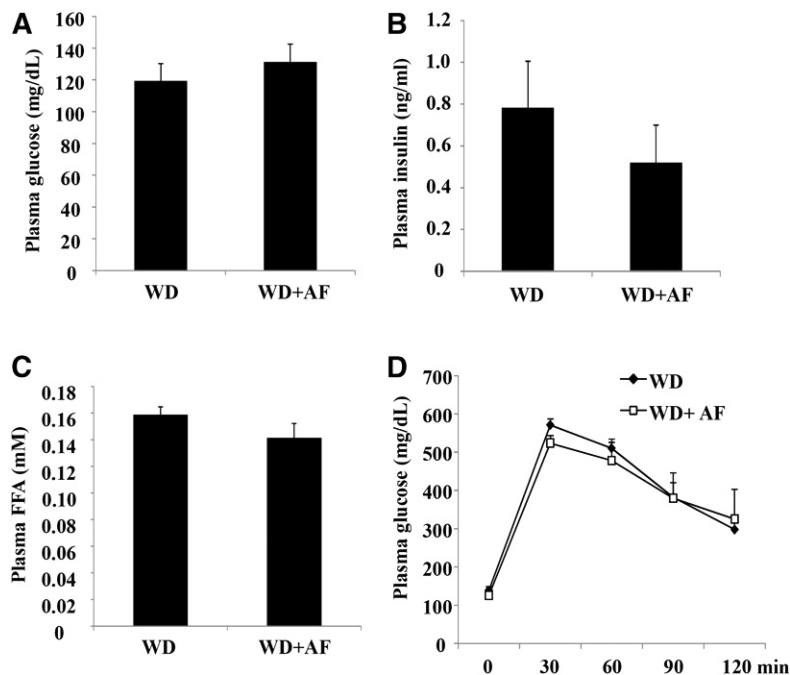 A
Plasma glucose (mg/dL)
160
140
120
100
80
60
40
20
0
WD
WD+AF
B
Plasma insulin (ng/ml)
1.2
1.0
0.8
0.6
0.4
0.2
0
WD
WD+AF
C
Plasma FFA (mM)
0.18
0.16
0.14
0.12
0.10
0.08
0.06
0.04
0.02
0
WD
WD+AF
D
Plasma glucose (mg/dL)
700
600
500
400
300
200
100
0
WD
WD+ AF
0 30 60 90 120 min